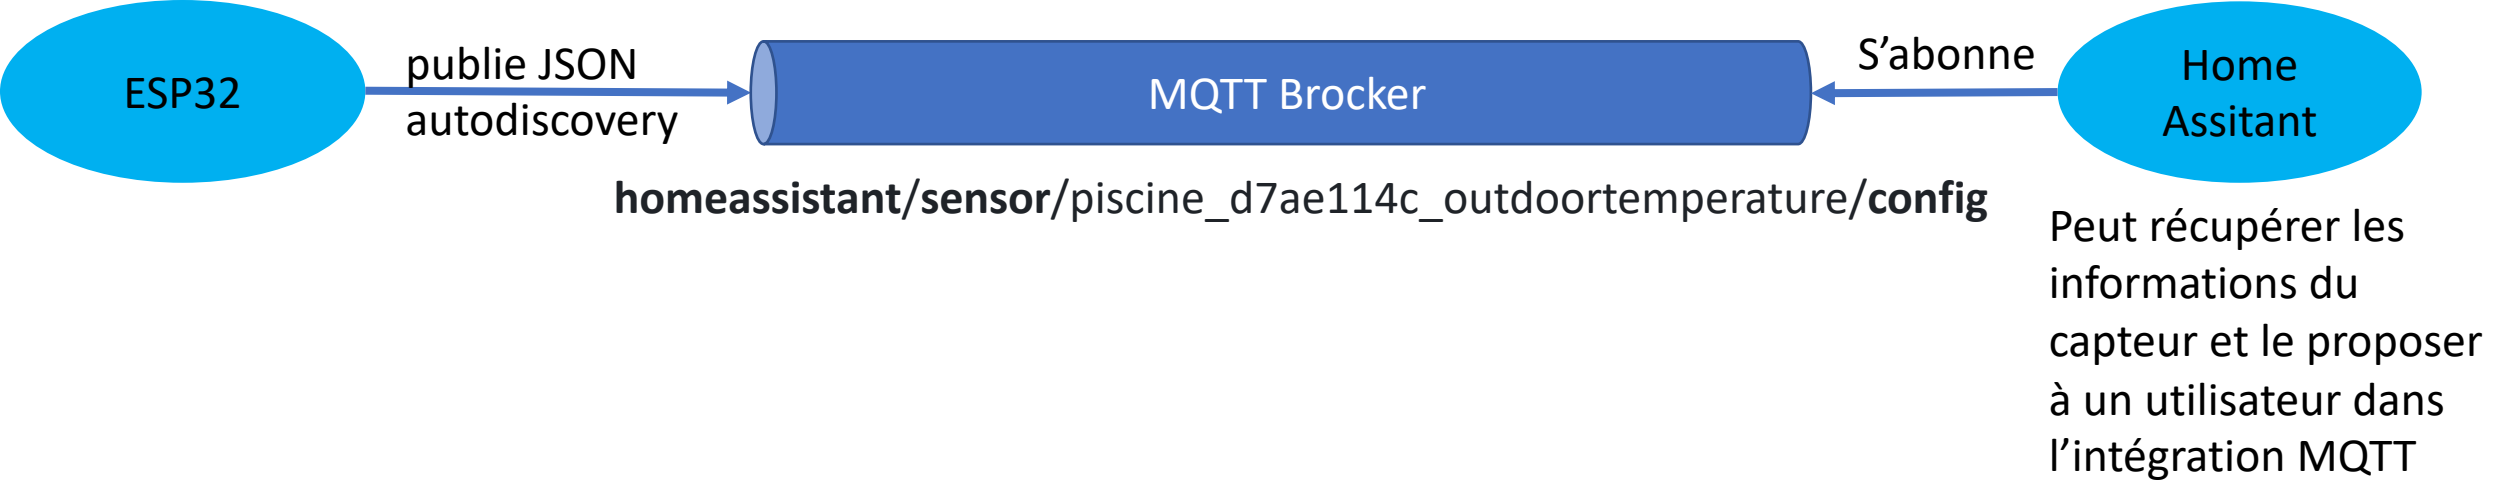 ESP32
publie JSON
autodiscovery
MQTT Brocker
S’abonne
Home
Assitant
homeassistant/sensor/piscine_d7ae114c_outdoortemperature/config
Peut récupérer les
informations du
capteur et le proposer
à un utilisateur dans
l’intégration MQTT